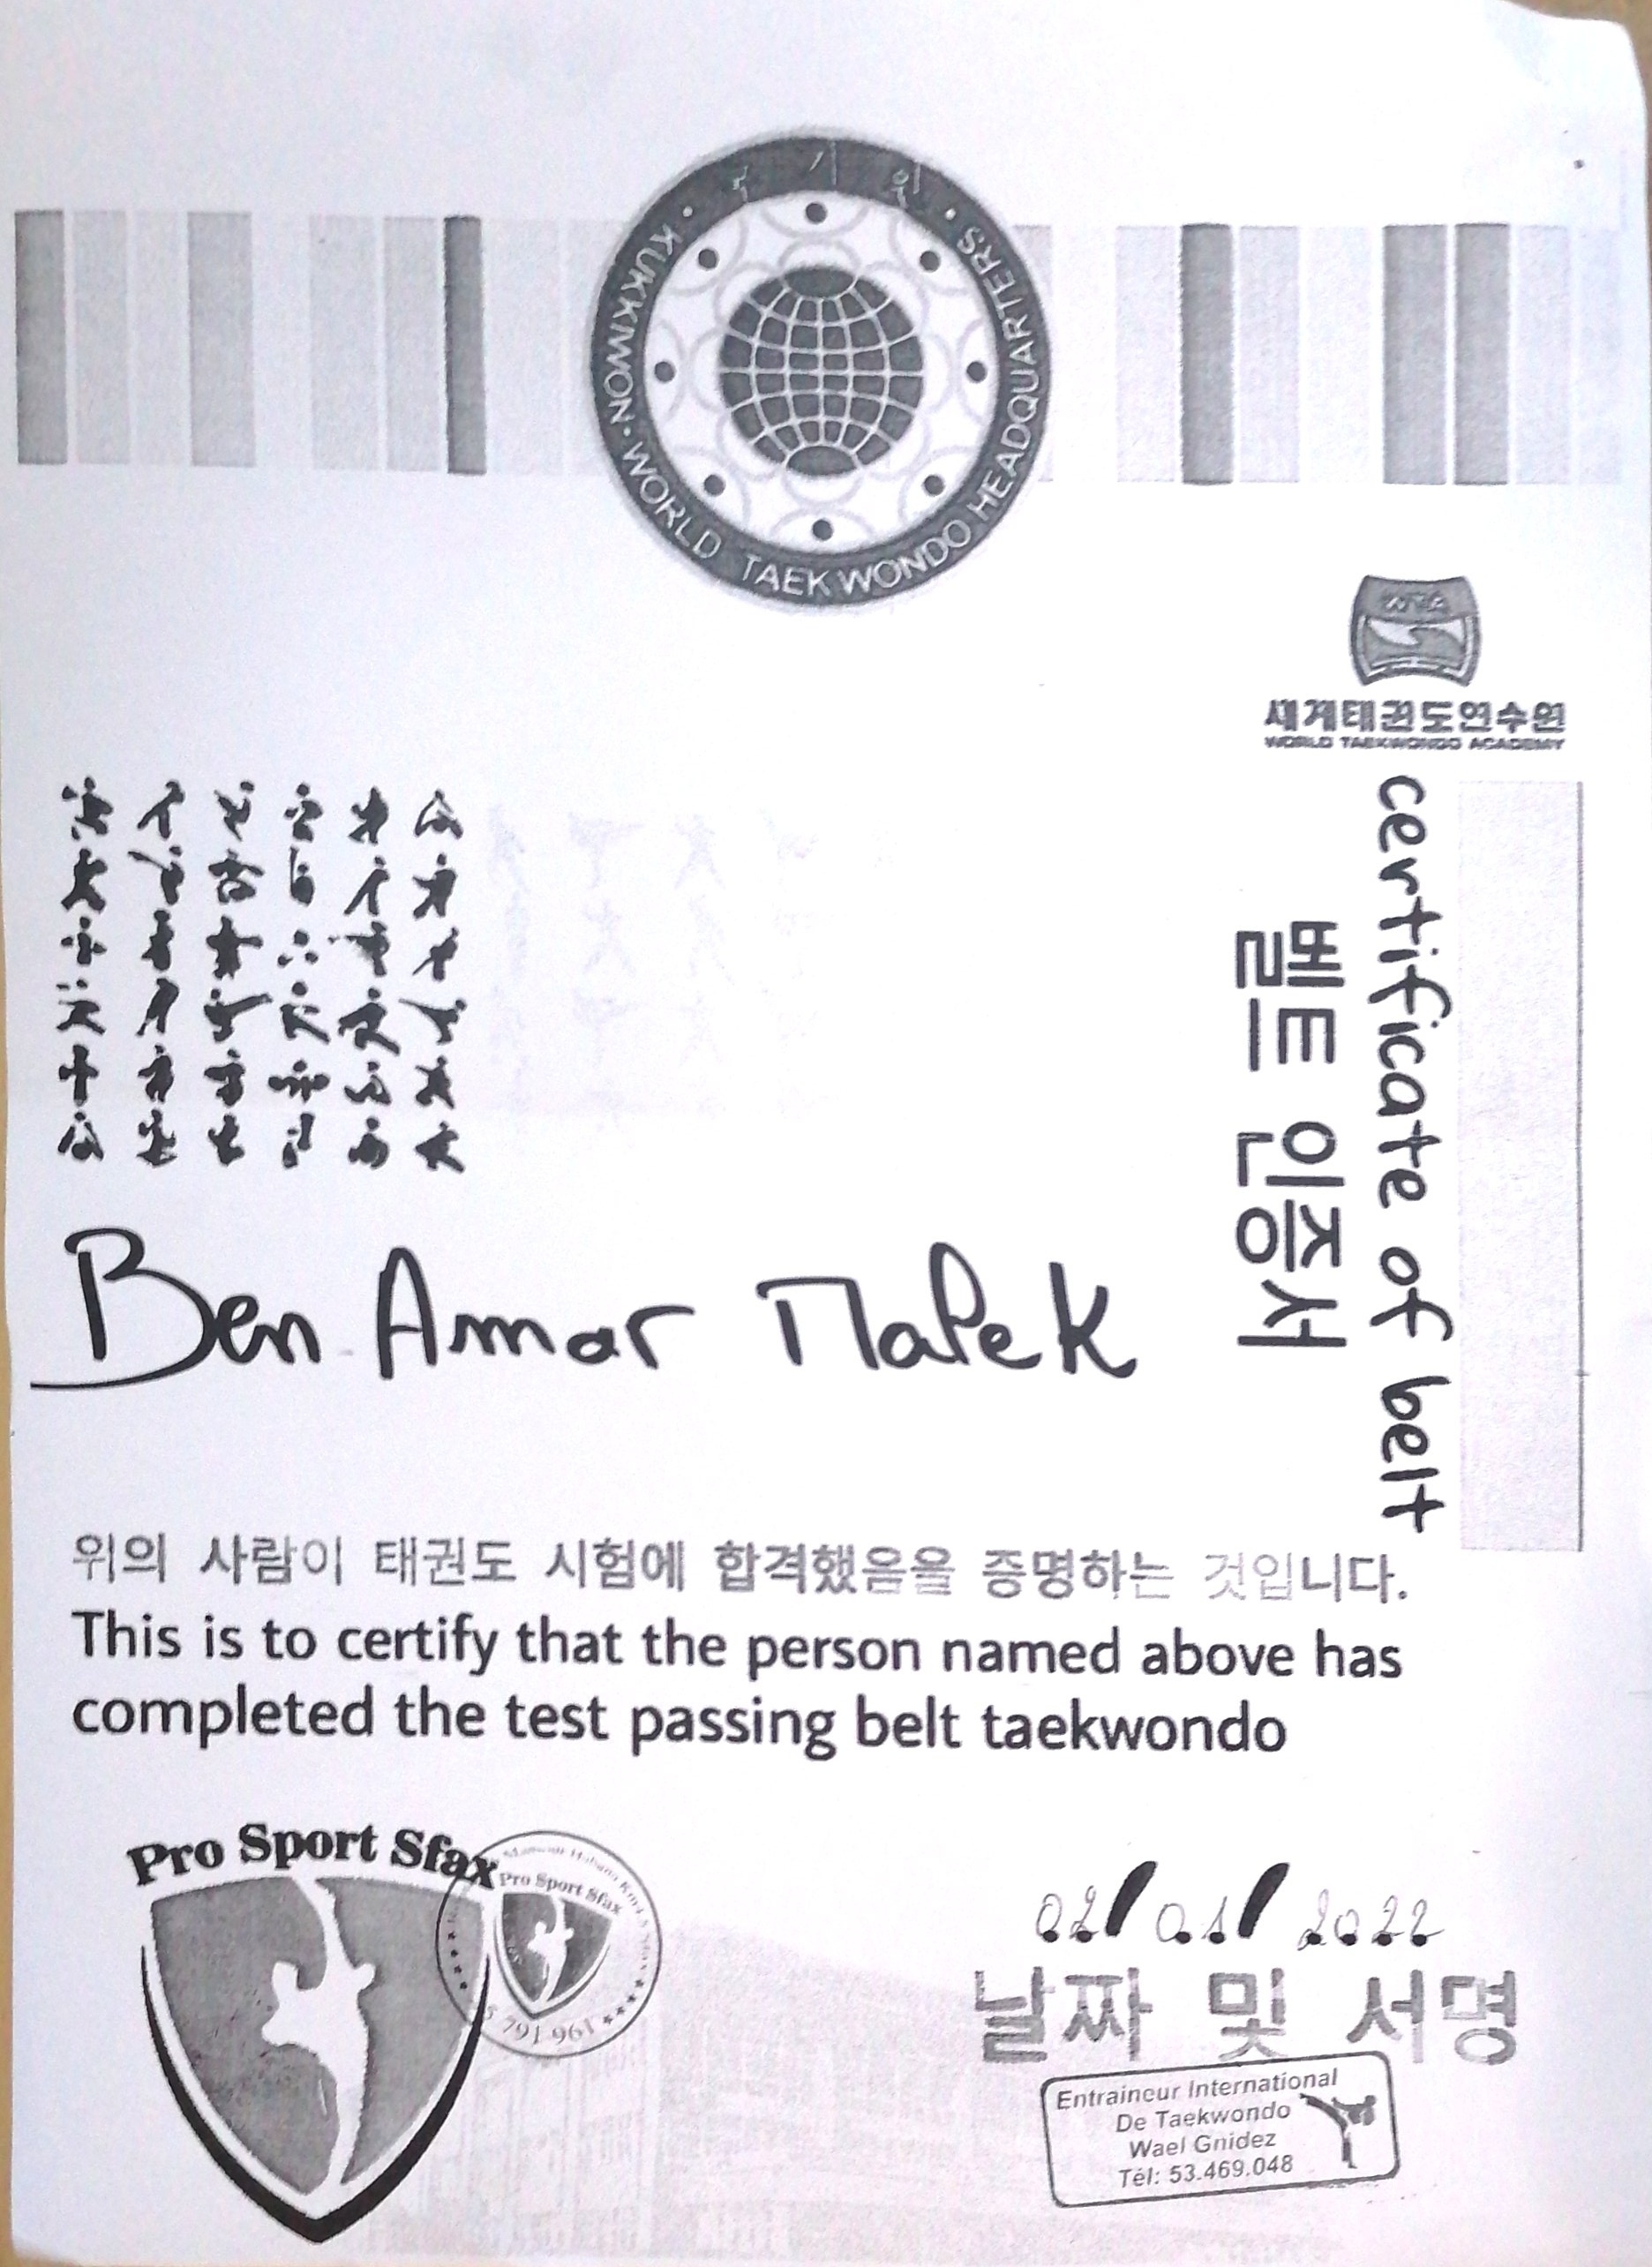 국기원
KUKKIWON · WORLD TAEKWONDO HEADQUARTERS
WTA
세계태권도연수원
WORLD TAEKWONDO ACADEMY
certificate of belt
벨트 인증서
Ben Amar Malek
위의 사람이 태권도 시험에 합격했음을 증명하는 것입니다.
This is to certify that the person named above has
completed the test passing belt taekwondo
Pro Sport Sfax
Pro Sport Sfax
791 961
02/01/2022
날짜 및 서명
Entraineur International
De Taekwondo
Wael Gnidez
Tél: 53.469.048